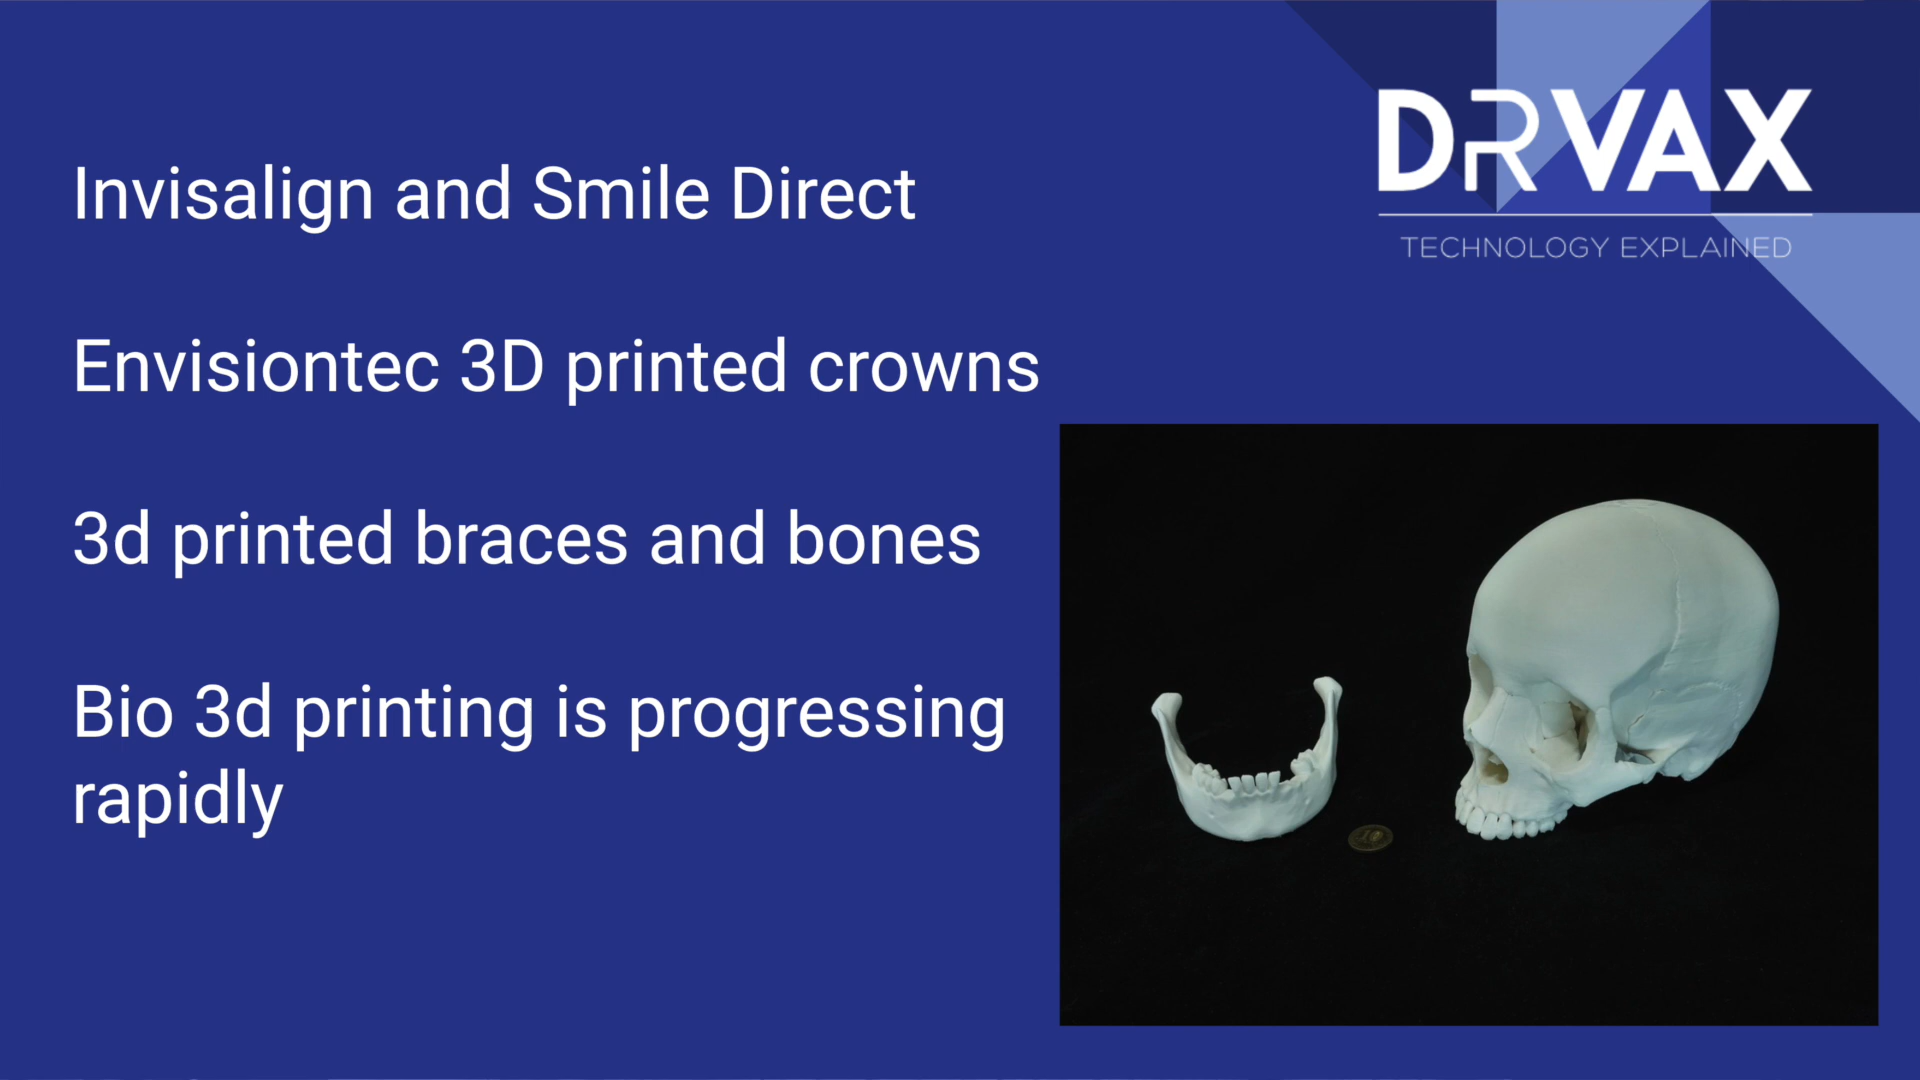 DRVAX
TECHNOLOGY EXPLAINED
Invisalign and Smile Direct
Envisiontec 3D printed crowns
3d printed braces and bones
Bio 3d printing is progressing
rapidly
10